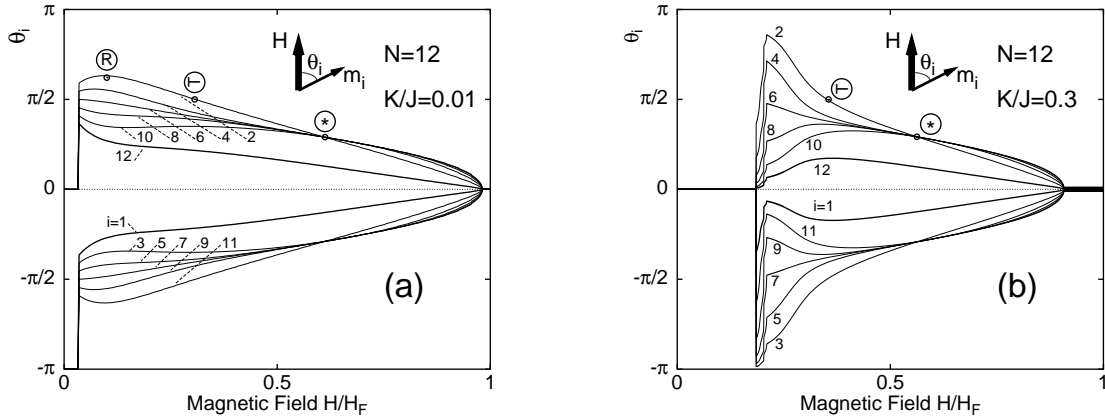 π
π/2
0
-π/2
-π
θi
R
T
*
H
θi
mi
N=12
K/J=0.01
10
8
6
4
2
12
i=1
3
5
7
9
11
(a)
0
0.5
1
Magnetic Field H/HF
π
π/2
0
-π/2
-π
θi
2
4
6
8
10
12
T
*
H
θi
mi
N=12
K/J=0.3
i=1
11
9
7
5
3
(b)
0
0.5
1
Magnetic Field H/HF